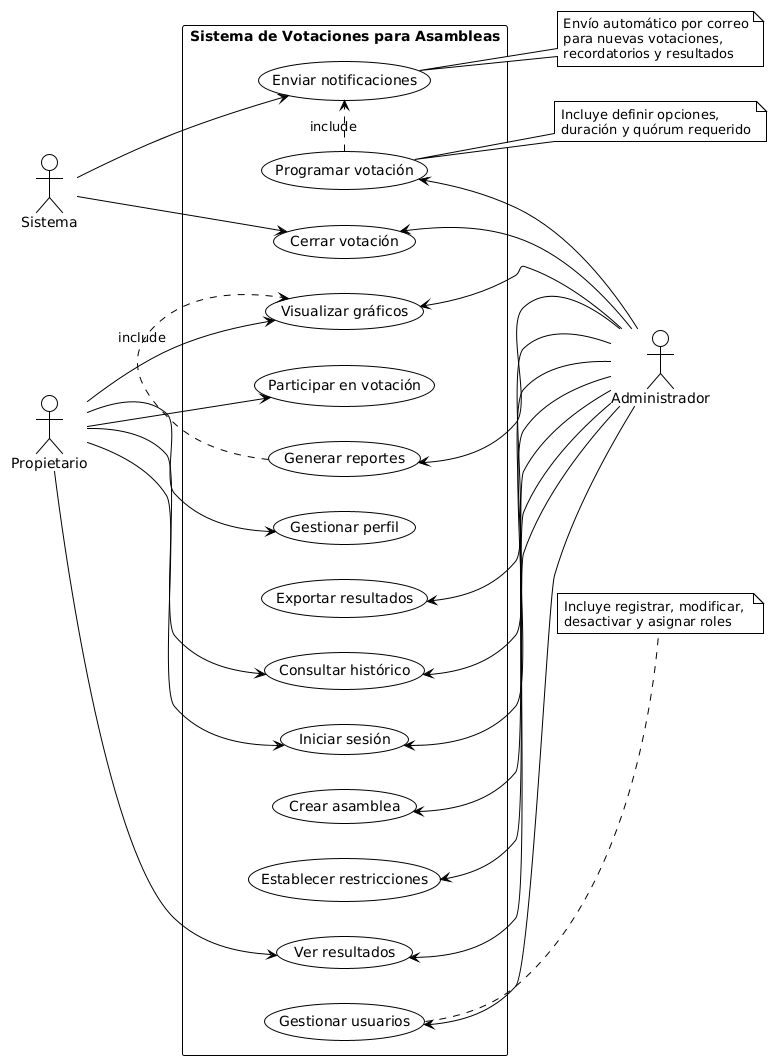 Sistema de Votaciones para Asambleas
Envío automático por correo
para nuevas votaciones,
recordatorios y resultados
Enviar notificaciones
include
Incluye definir opciones,
duración y quórum requerido
Programar votación
Sistema
Cerrar votación
Visualizar gráficos
include
Participar en votación
Administrador
Propietario
Generar reportes
Gestionar perfil
Exportar resultados
Incluye registrar, modificar,
desactivar y asignar roles
Consultar histórico
Iniciar sesión
Crear asamblea
Establecer restricciones
Ver resultados
Gestionar usuarios